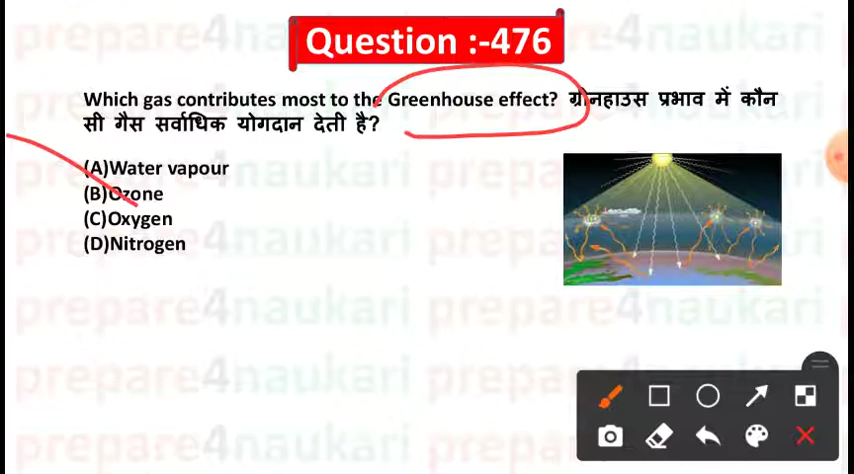 Question :-476
Which gas contributes most to the Greenhouse effect? ग्रीनहाउस प्रभाव में कौन
सी गैस सर्वाधिक योगदान देती है?
(A)Water vapour
(B)Ozone
(C)Oxygen
(D)Nitrogen
prepare4naukari